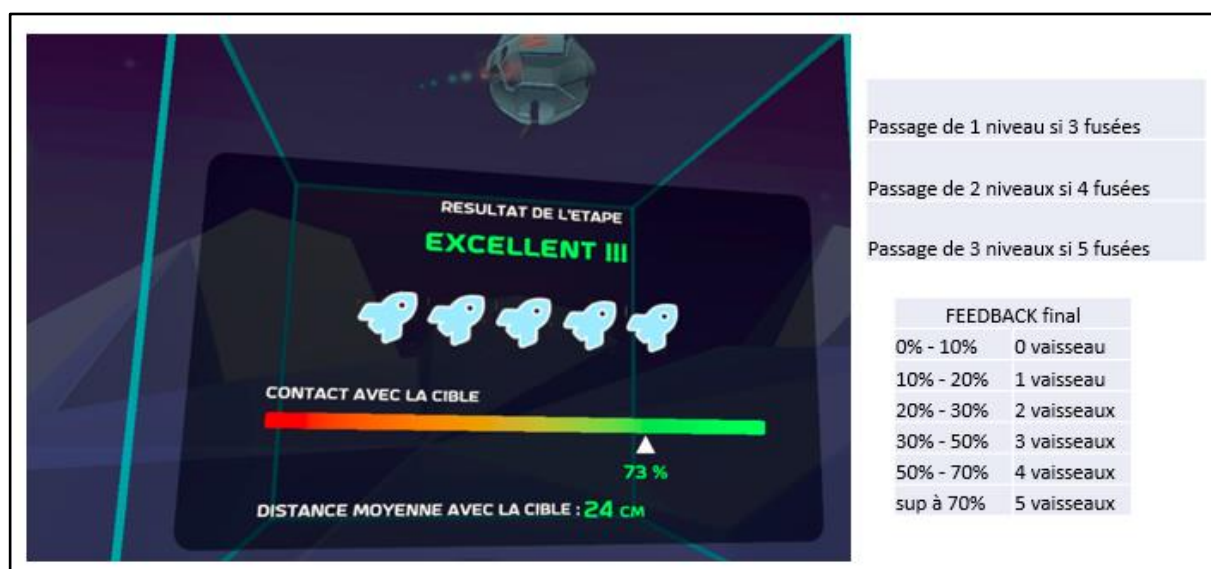 RESULTAT DE L'ETAPE
EXCELLENT !!!
CONTACT AVEC LA CIBLE
73 %
DISTANCE MOYENNE AVEC LA CIBLE : 24 CM
Passage de 1 niveau si 3 fusées
Passage de 2 niveaux si 4 fusées
Passage de 3 niveaux si 5 fusées
FEEDBACK final
0% - 10% 0 vaisseau
10% - 20% 1 vaisseau
20% - 30% 2 vaisseaux
30% - 50% 3 vaisseaux
50% - 70% 4 vaisseaux
sup à 70% 5 vaisseaux